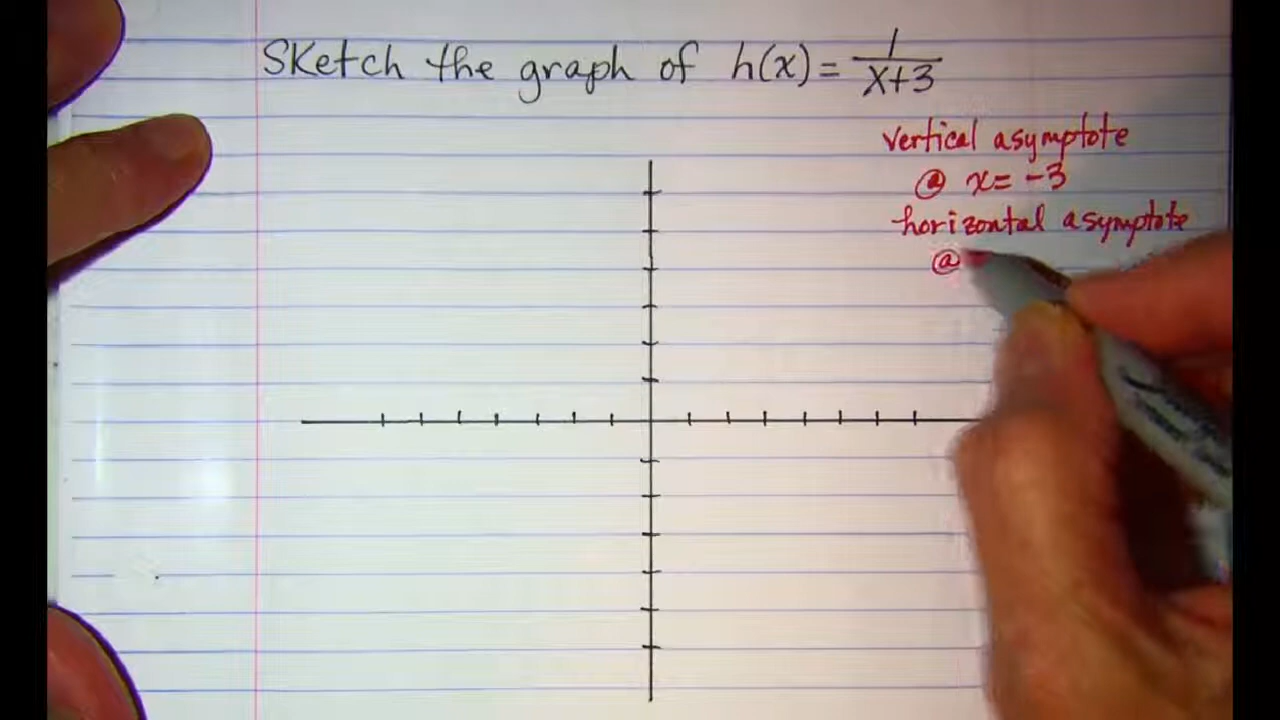 Sketch the graph of h(x) = 1/(x+3)
vertical asymptote
@ x = -3
horizontal asymptote
@